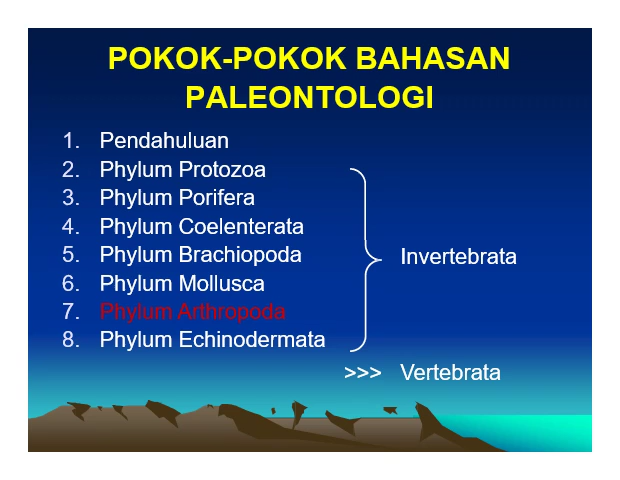 POKOK-POKOK BAHASAN
PALEONTOLOGI
1. Pendahuluan
2. Phylum Protozoa
3. Phylum Porifera
4. Phylum Coelenterata
5. Phylum Brachiopoda
6. Phylum Mollusca
7. Phylum Arthropoda
8. Phylum Echinodermata
Invertebrata
>>> Vertebrata